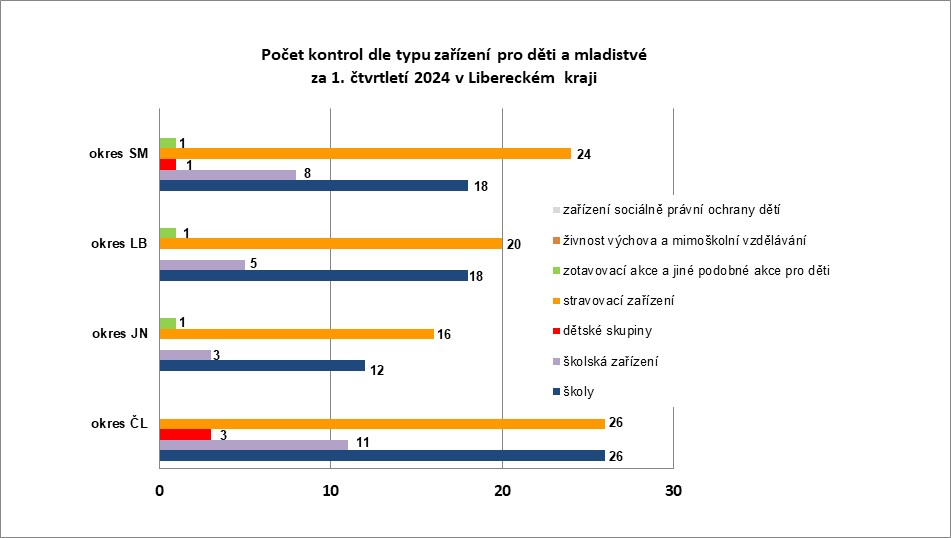 Počet kontrol dle typu zařízení pro děti a mladistvé
za 1. čtvrtletí 2024 v Libereckém kraji
okres SM
1
24
1
8
18
okres LB
1
20
5
18
okres JN
1
16
3
12
okres ČL
26
3
11
26
0 10 20 30
zařízení sociálně právní ochrany dětí
živnost výchova a mimoškolní vzdělávání
zotavovací akce a jiné podobné akce pro děti
stravovací zařízení
dětské skupiny
školská zařízení
školy